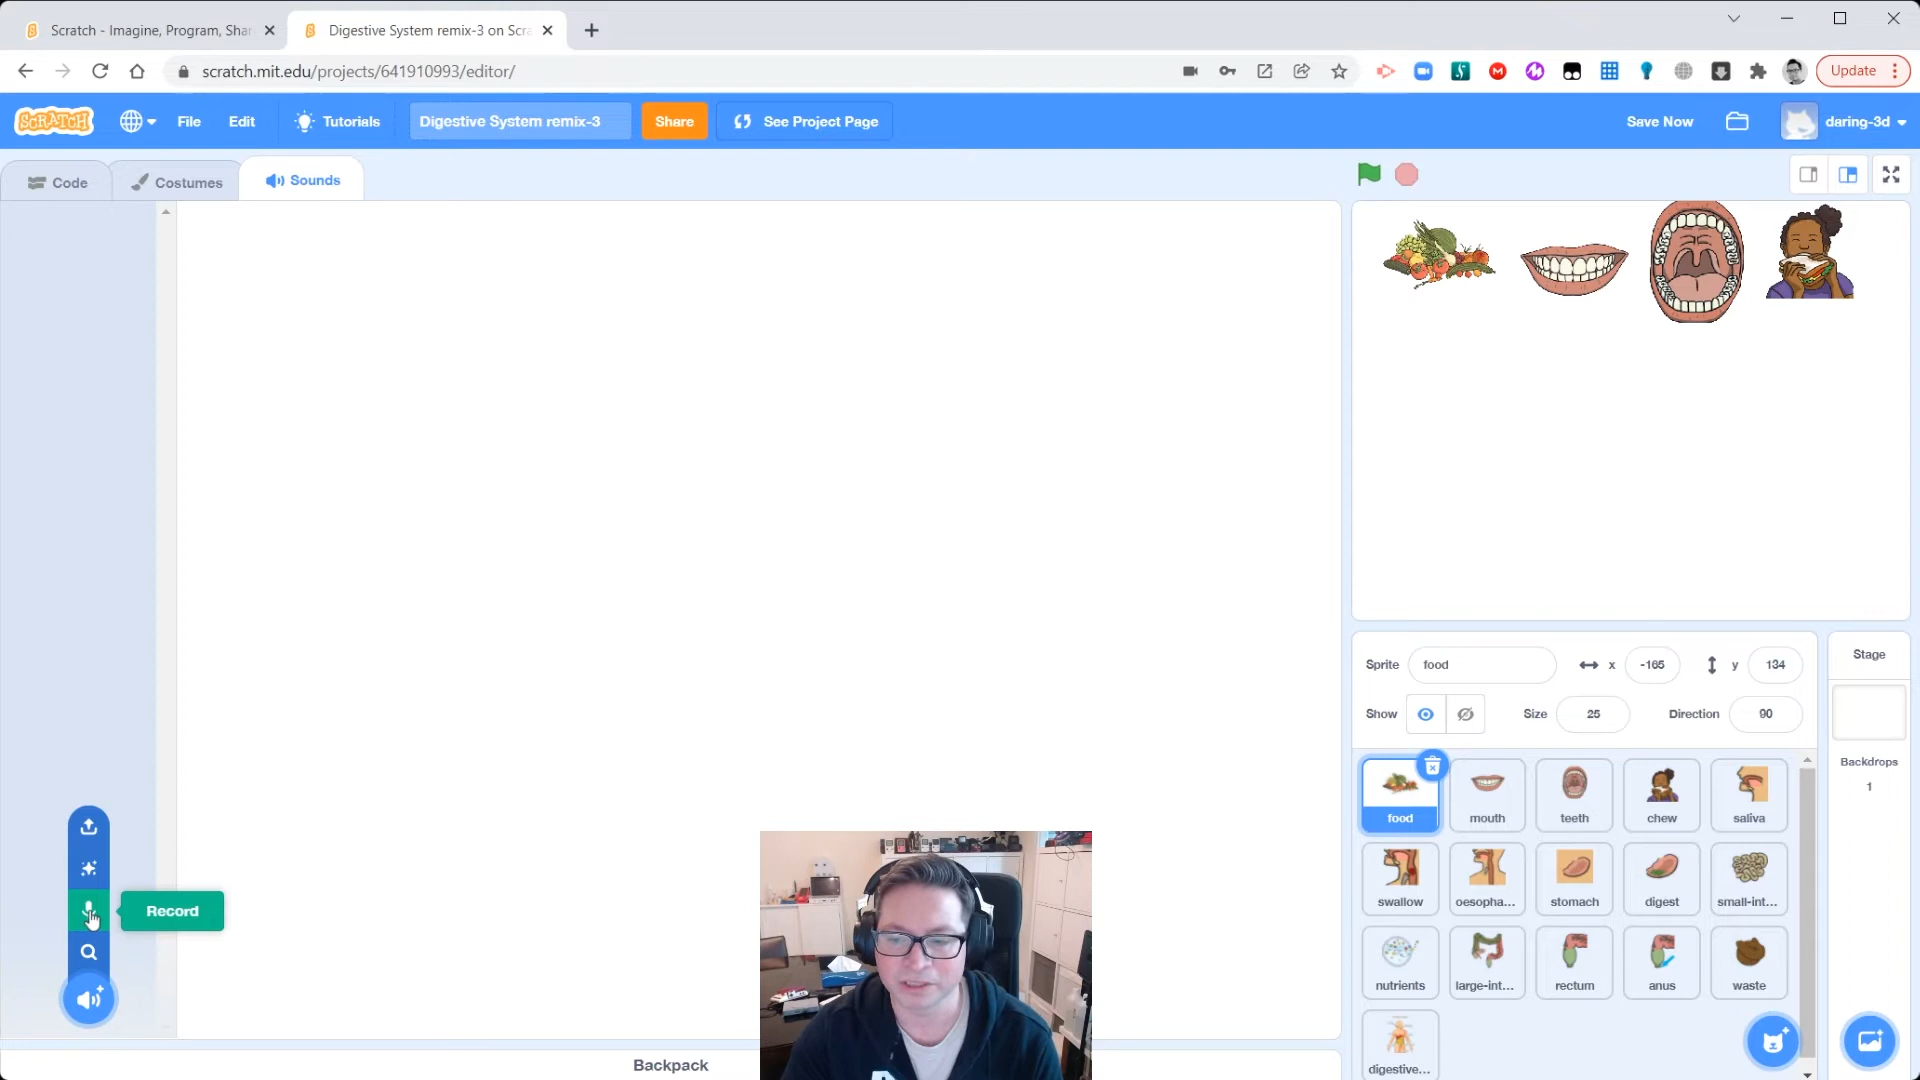 Scratch - Imagine, Program, Shar
Digestive System remix-3 on Scra
scratch.mit.edu/projects/641910993/editor/
Update
SCRATCH
File
Edit
Tutorials
Digestive System remix-3
Share
See Project Page
Save Now
daring-3d
Code
Costumes
Sounds
Sprite
food
x
-165
y
134
Show
Size
25
Direction
90
Stage
Backdrops
1
food
mouth
teeth
chew
saliva
swallow
oesopha...
stomach
digest
small-int...
nutrients
large-int...
rectum
anus
waste
digestive...
Record
Backpack